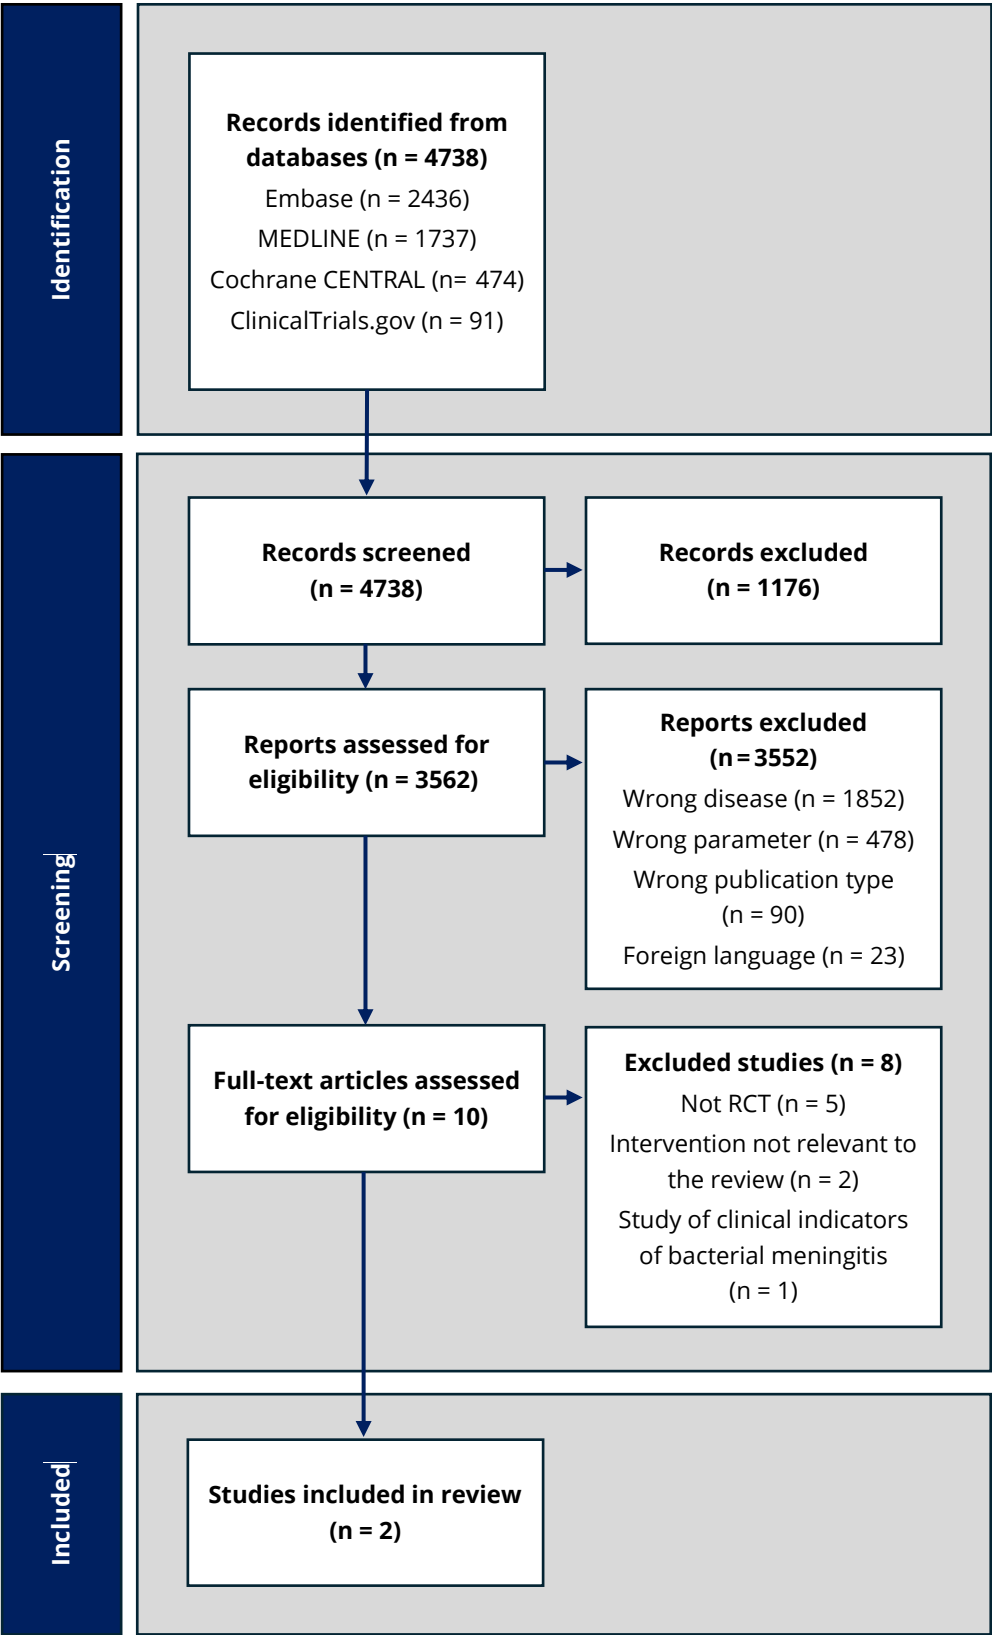 Identification
Records identified from
databases (n = 4738)
Embase (n = 2436)
MEDLINE (n = 1737)
Cochrane CENTRAL (n= 474)
ClinicalTrials.gov (n = 91)
Screening
Records screened
(n = 4738)
Records excluded
(n = 1176)
Reports assessed for
eligibility (n = 3562)
Reports excluded
(n = 3552)
Wrong disease (n = 1852)
Wrong parameter (n = 478)
Wrong publication type
(n = 90)
Foreign language (n = 23)
Full-text articles assessed
for eligibility (n = 10)
Excluded studies (n = 8)
Not RCT (n = 5)
Intervention not relevant to
the review (n = 2)
Study of clinical indicators
of bacterial meningitis
(n = 1)
Included
Studies included in review
(n = 2)